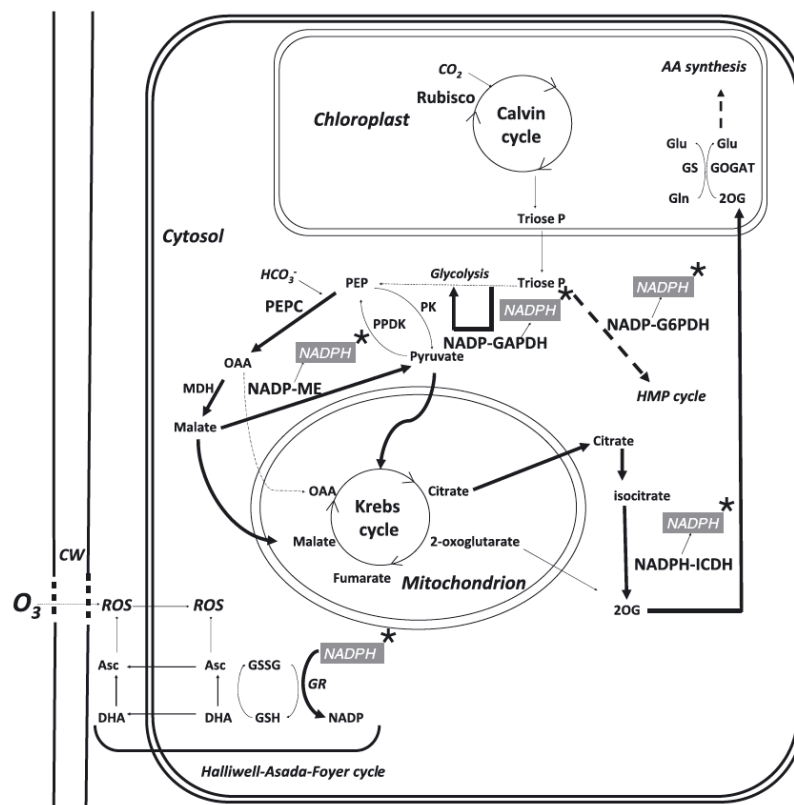 CO2
AA synthesis
Rubisco
Calvin
cycle
Chloroplast
Glu
Glu
GS
GOGAT
Gln
2OG
Triose P
Cytosol
HCO3-
PEP
Glycolysis
Triose P
*
NADPH
*
NADPH
PEPC
PK
PPDK
NADP-GAPDH
NADP-G6PDH
*
NADPH
OAA
Pyruvate
MDH
NADP-ME
HMP cycle
Malate
Citrate
OAA
Citrate
isocitrate
*
NADPH
Krebs
cycle
Malate
2-oxoglutarate
NADPH-ICDH
CW
Fumarate
Mitochondrion
O3
ROS
ROS
2OG
*
NADPH
Asc
Asc
GSSG
GR
DHA
DHA
GSH
NADP
Halliwell-Asada-Foyer cycle